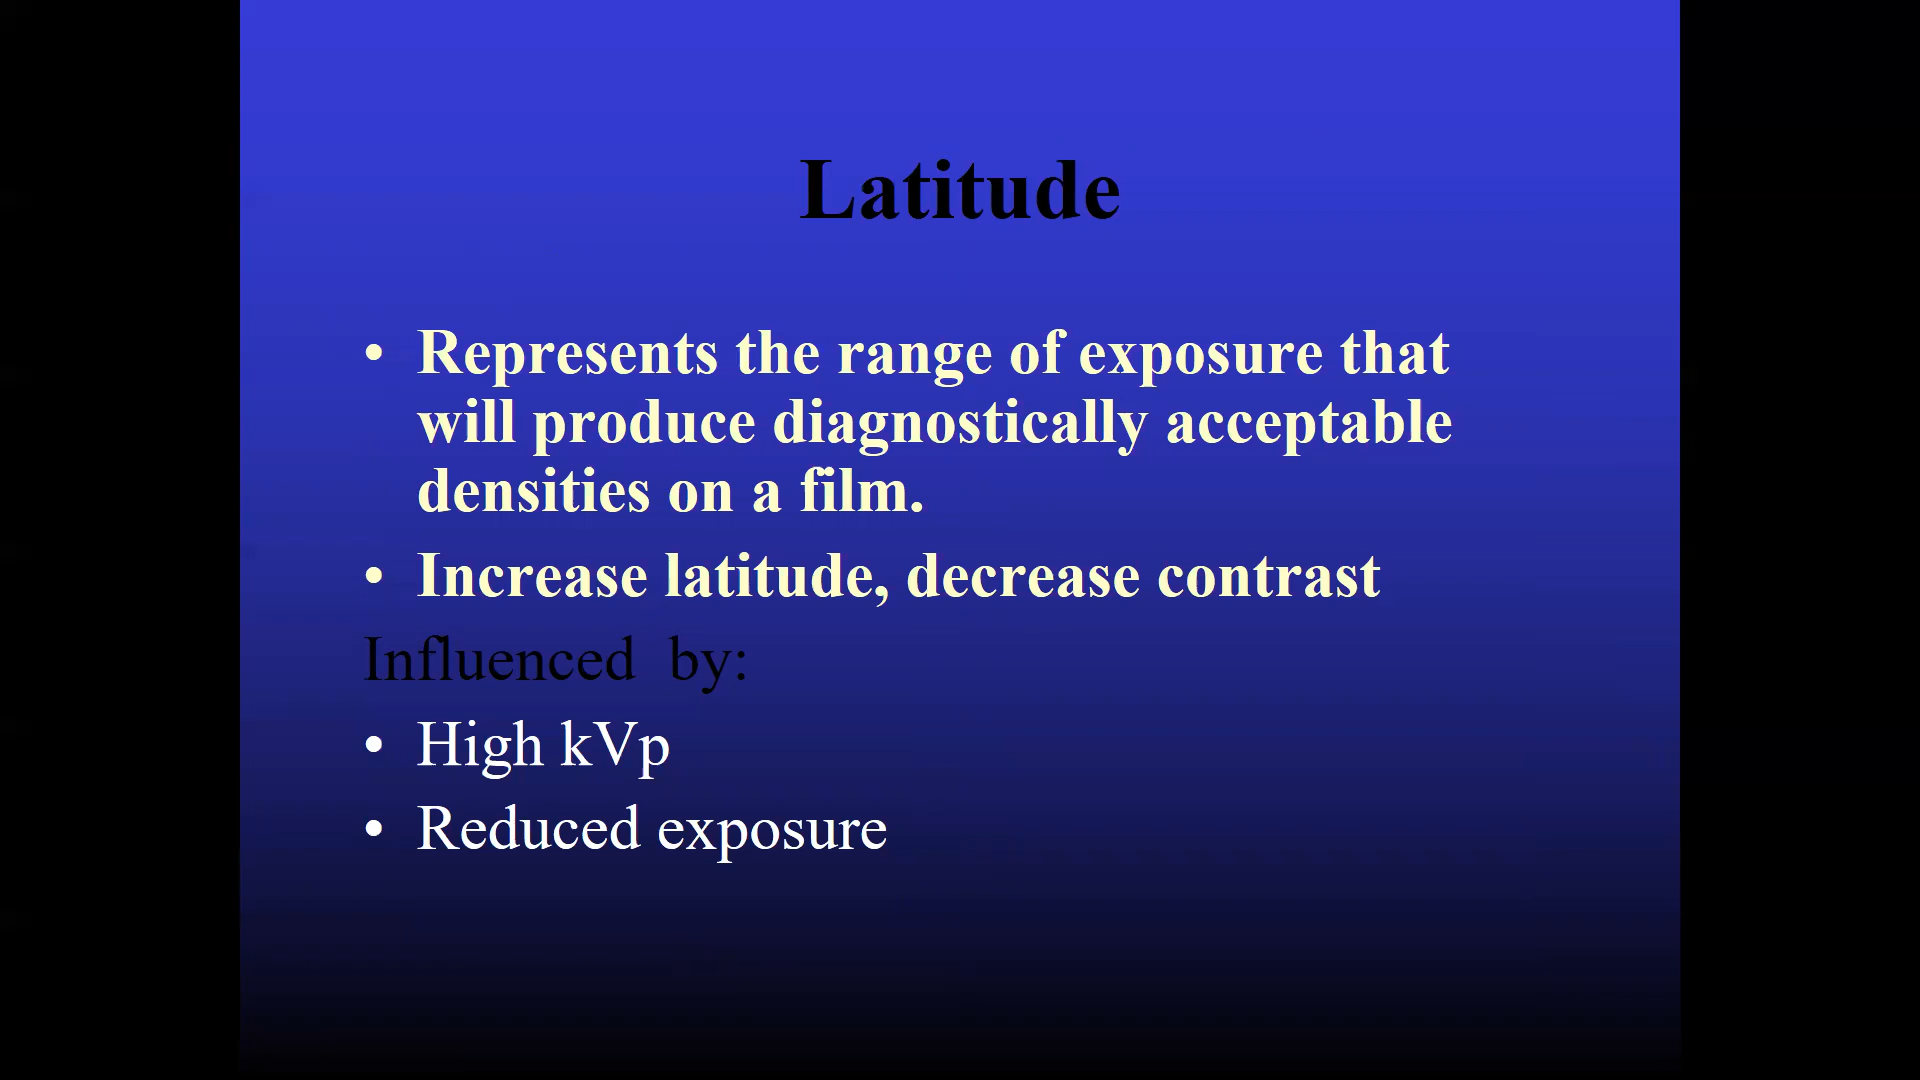 Latitude
• Represents the range of exposure that
will produce diagnostically acceptable
densities on a film.
• Increase latitude, decrease contrast
Influenced  by:
• High kVp
• Reduced exposure